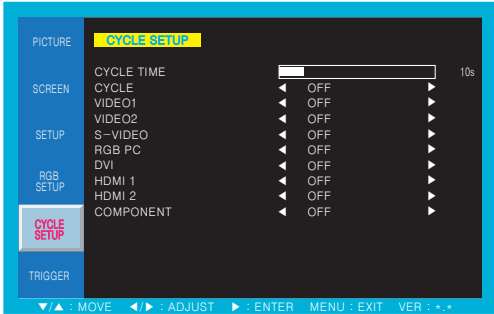 PICTURE
SCREEN
SETUP
RGB
SETUP
CYCLE
SETUP
TRIGGER
CYCLE SETUP
CYCLE TIME 10s
CYCLE ◀ OFF ▶
VIDEO1 ◀ OFF ▶
VIDEO2 ◀ OFF ▶
S-VIDEO ◀ OFF ▶
RGB PC ◀ OFF ▶
DVI ◀ OFF ▶
HDMI 1 ◀ OFF ▶
HDMI 2 ◀ OFF ▶
COMPONENT ◀ OFF ▶
▼/▲ : MOVE ◀/▶ : ADJUST ▶ : ENTER MENU : EXIT VER : *.*